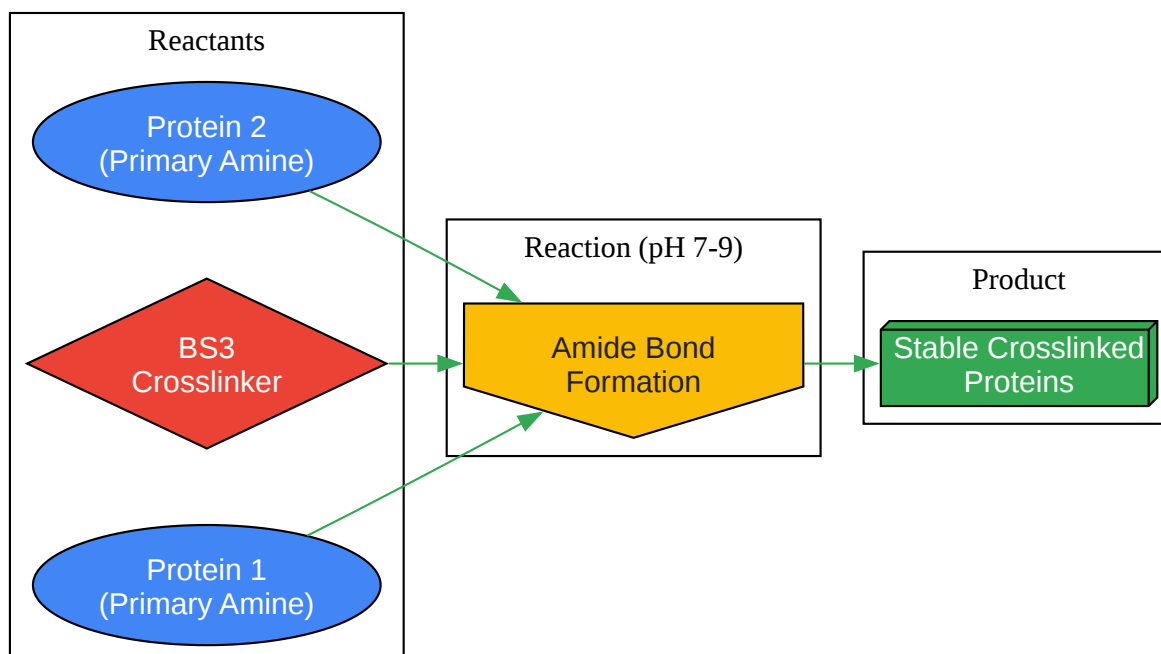 Reactants
Protein 2
(Primary Amine)
BS3
Crosslinker
Protein 1
(Primary Amine)
Reaction (pH 7-9)
Amide Bond
Formation
Product
Stable Crosslinked
Proteins